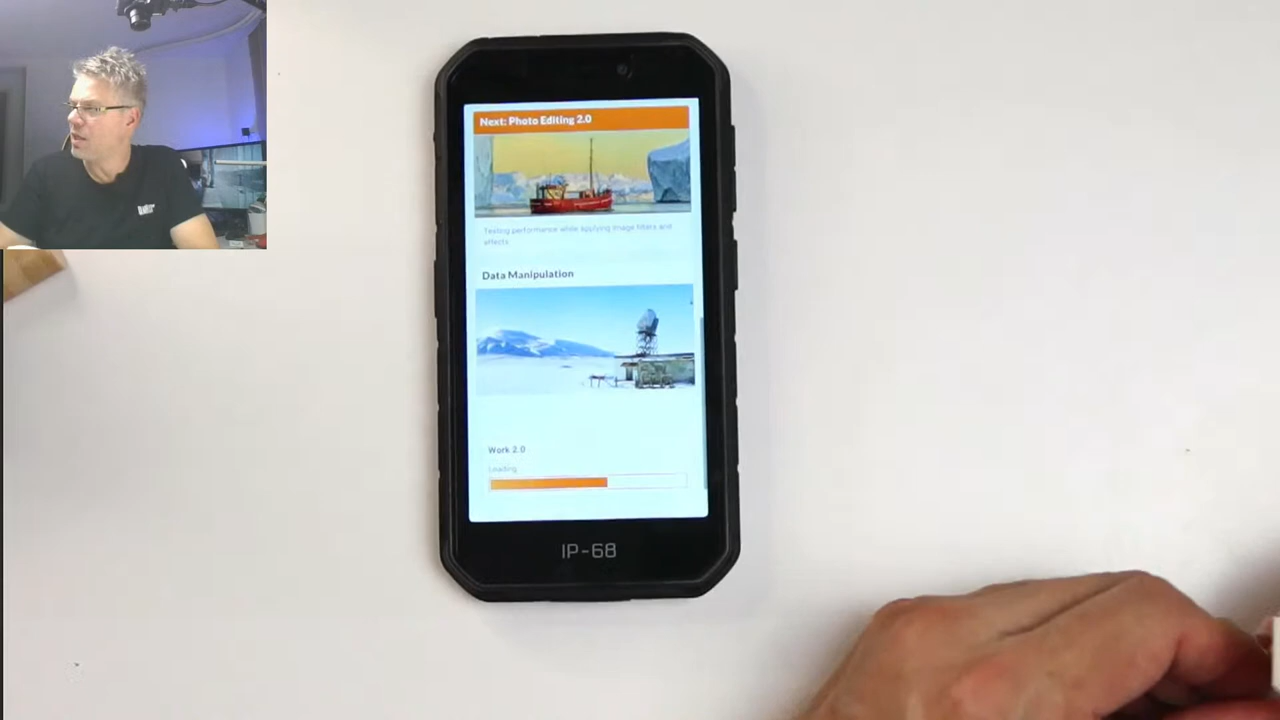 Next: Photo Editing 2.0
Testing performance while applying image filters and
effects
Data Manipulation
Work 2.0
Loading
IP-68